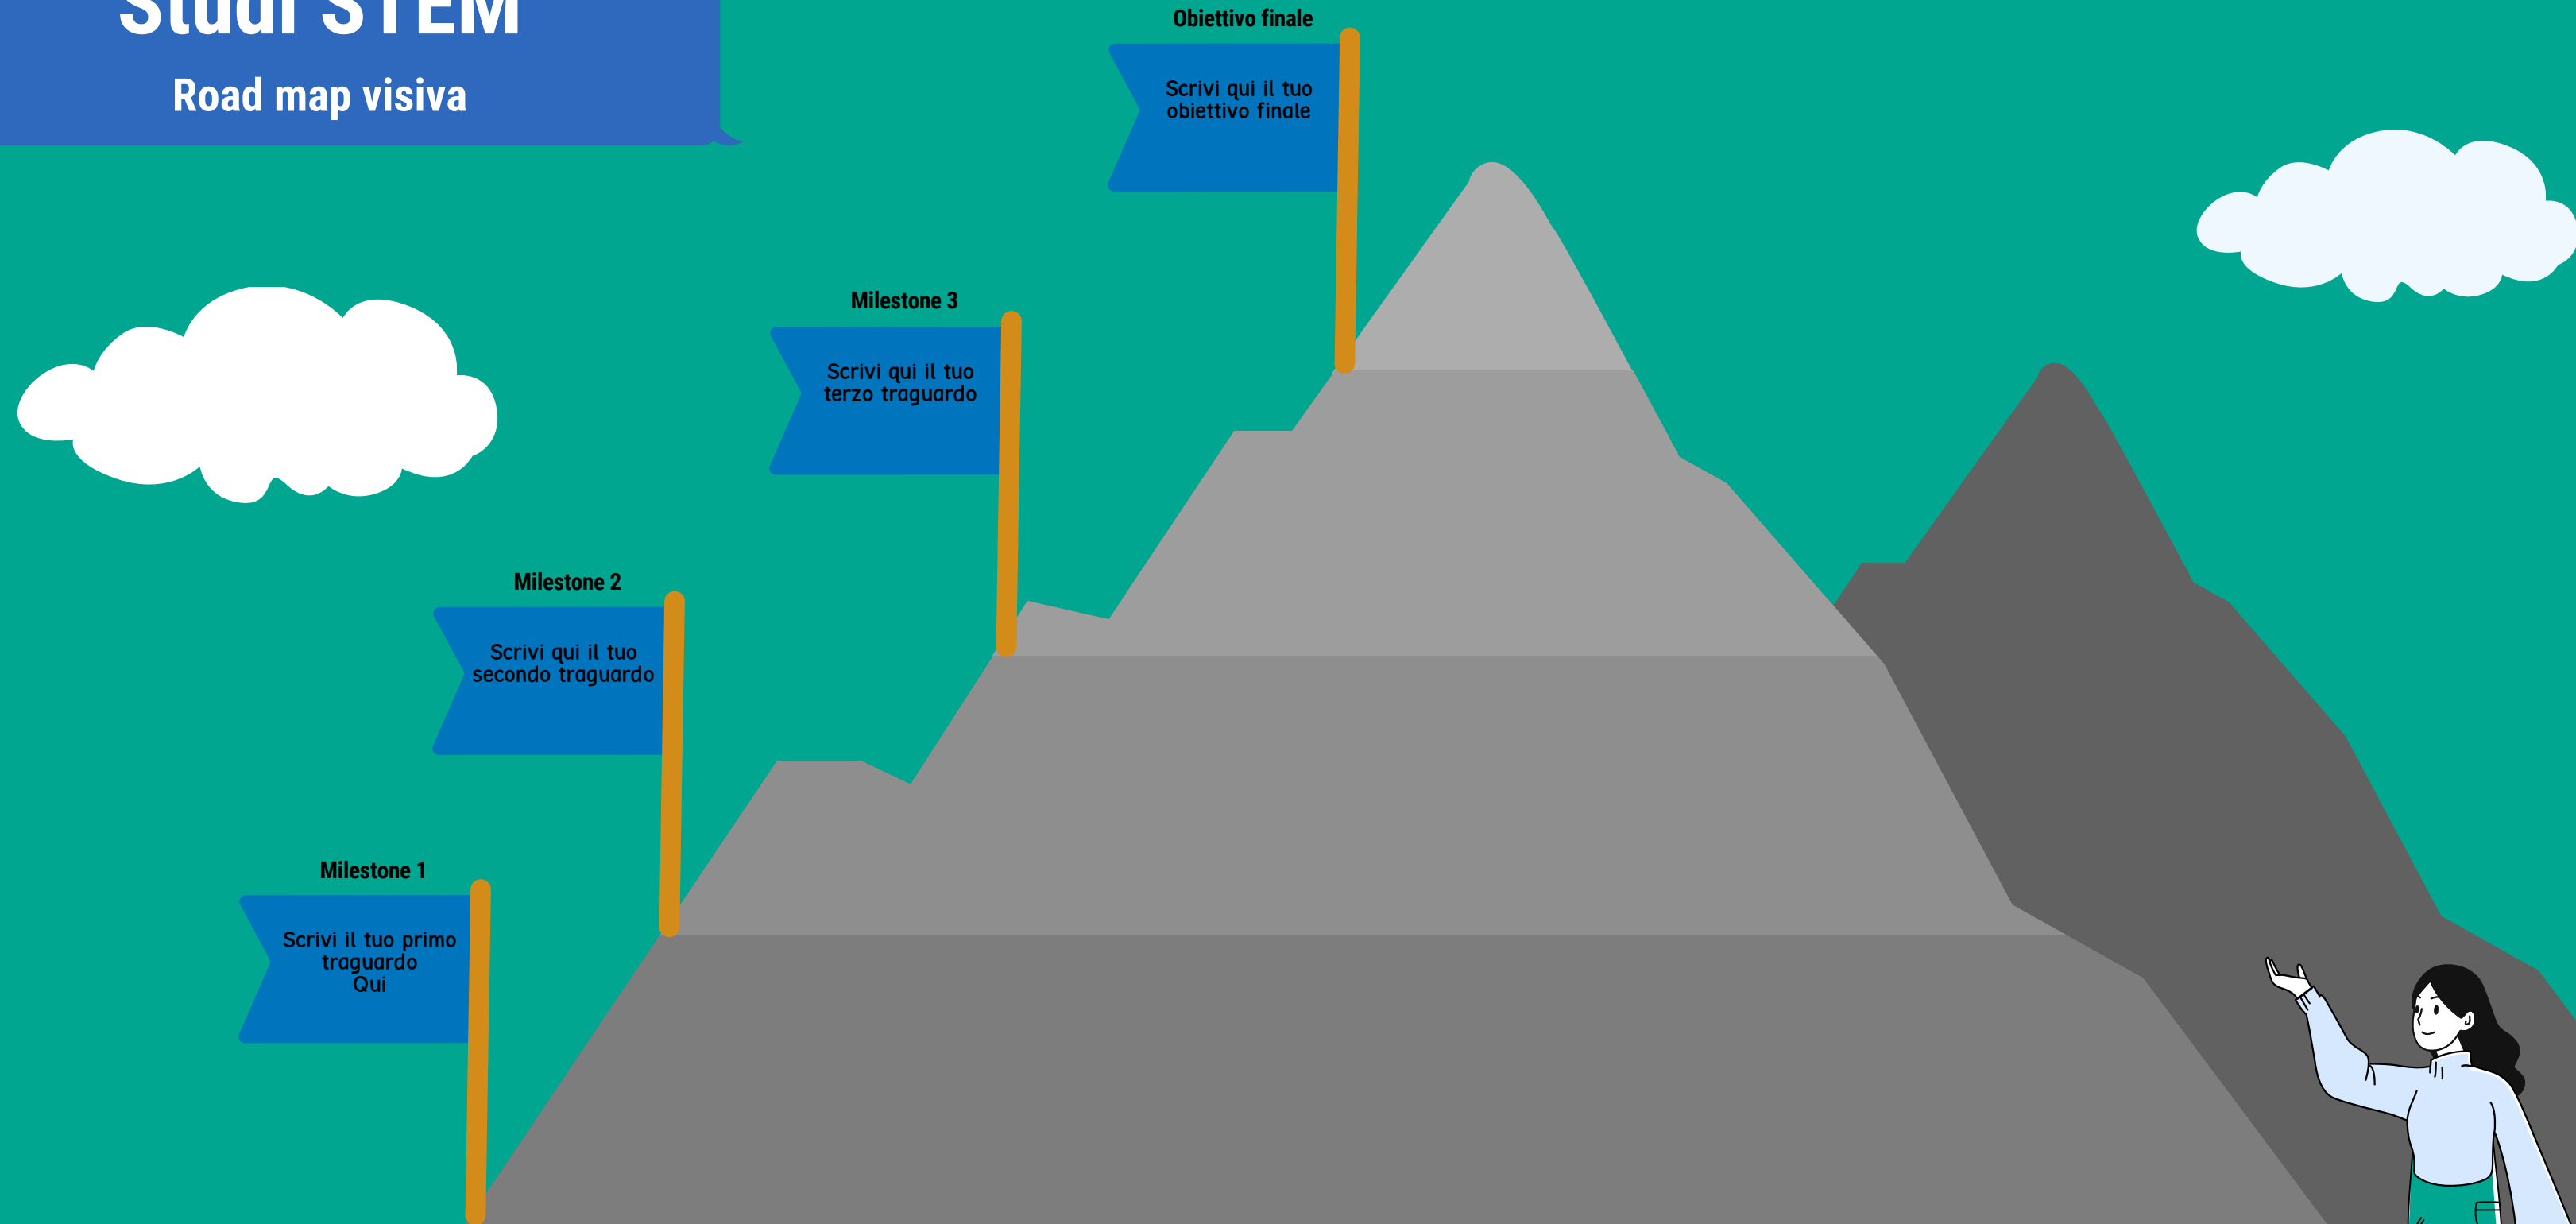 Studi STEM
Road map visiva
Obiettivo finale
Scrivi qui il tuo
obiettivo finale
Milestone 3
Scrivi qui il tuo
terzo traguardo
Milestone 2
Scrivi qui il tuo
secondo traguardo
Milestone 1
Scrivi il tuo primo
traguardo
Qui